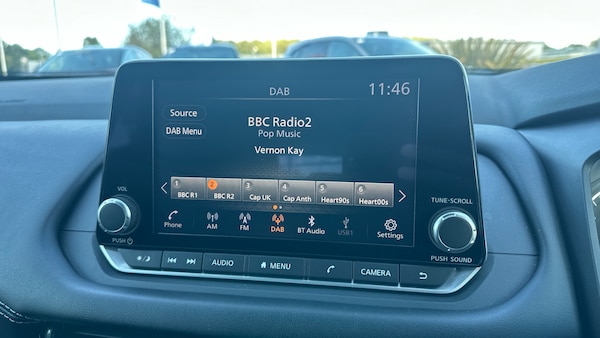 DAB 11:46
Source
DAB Menu
BBC Radio2
Pop Music
Vernon Kay
1 2 3 4 5 6
BBC R1 BBC R2 Cap UK Cap Anth Heart90s Heart00s
Phone AM FM DAB BT Audio USB1 Settings
VOL
PUSH
TUNE·SCROLL
PUSH SOUND
AUDIO MENU CAMERA